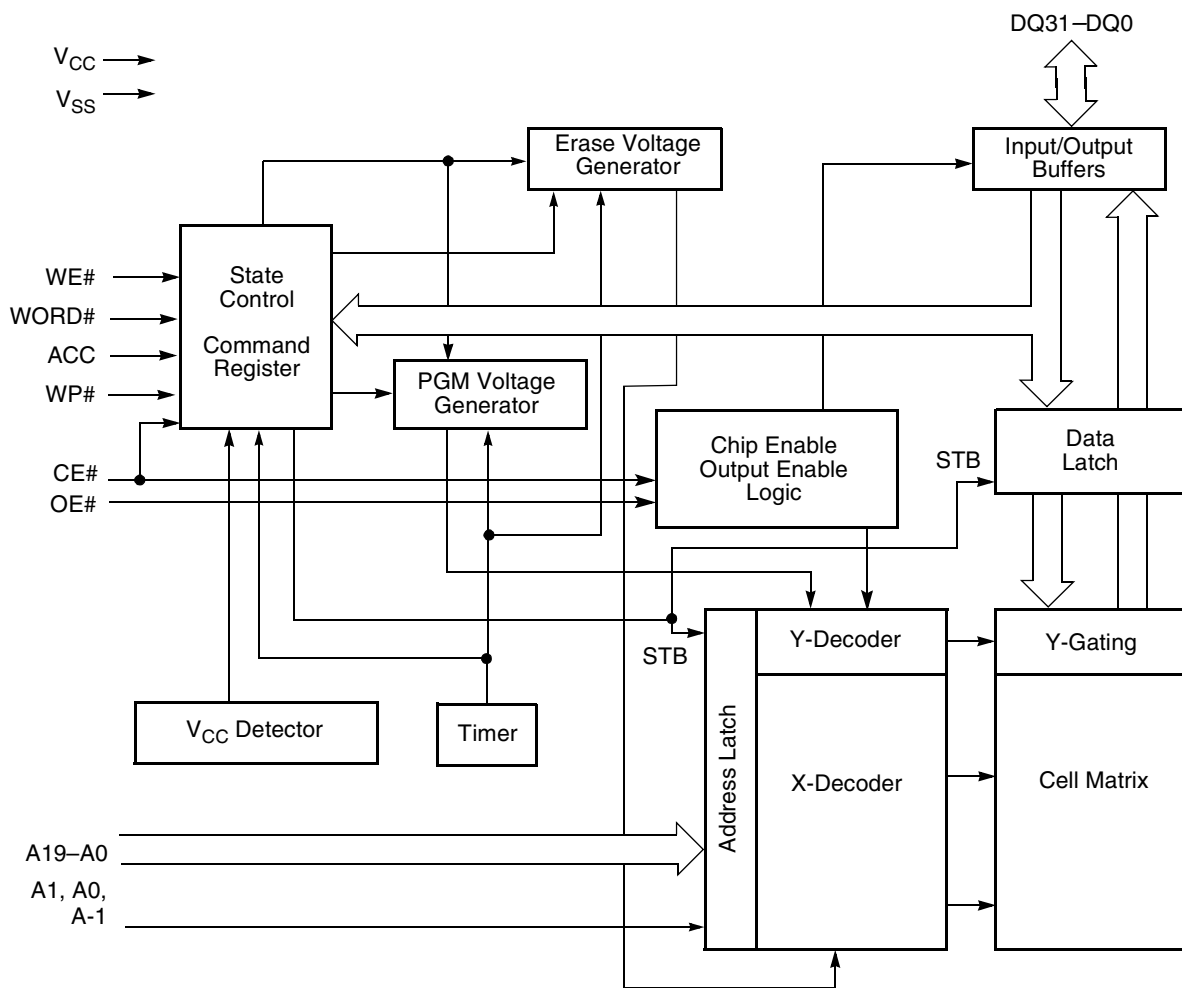 DQ31–DQ0
VCC
VSS
Erase Voltage
Generator
Input/Output
Buffers
WE#
WORD#
ACC
WP#
CE#
OE#
State
Control
Command
Register
PGM Voltage
Generator
Chip Enable
Output Enable
Logic
STB
Data
Latch
STB
Y-Decoder
Y-Gating
VCC Detector
Timer
Address Latch
X-Decoder
Cell Matrix
A19–A0
A1, A0,
A-1